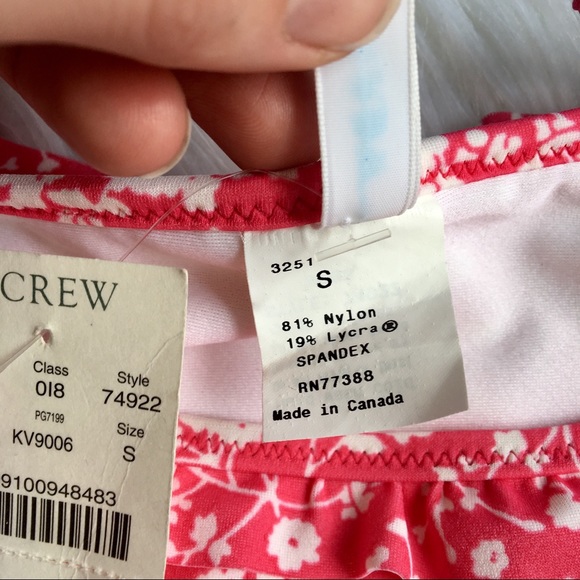 CREW
Class
018
Style
74922
PG7199
KV9006
Size
S
9100948483
3251
S
81% Nylon
19% Lycra®
SPANDEX
RN77388
Made in Canada